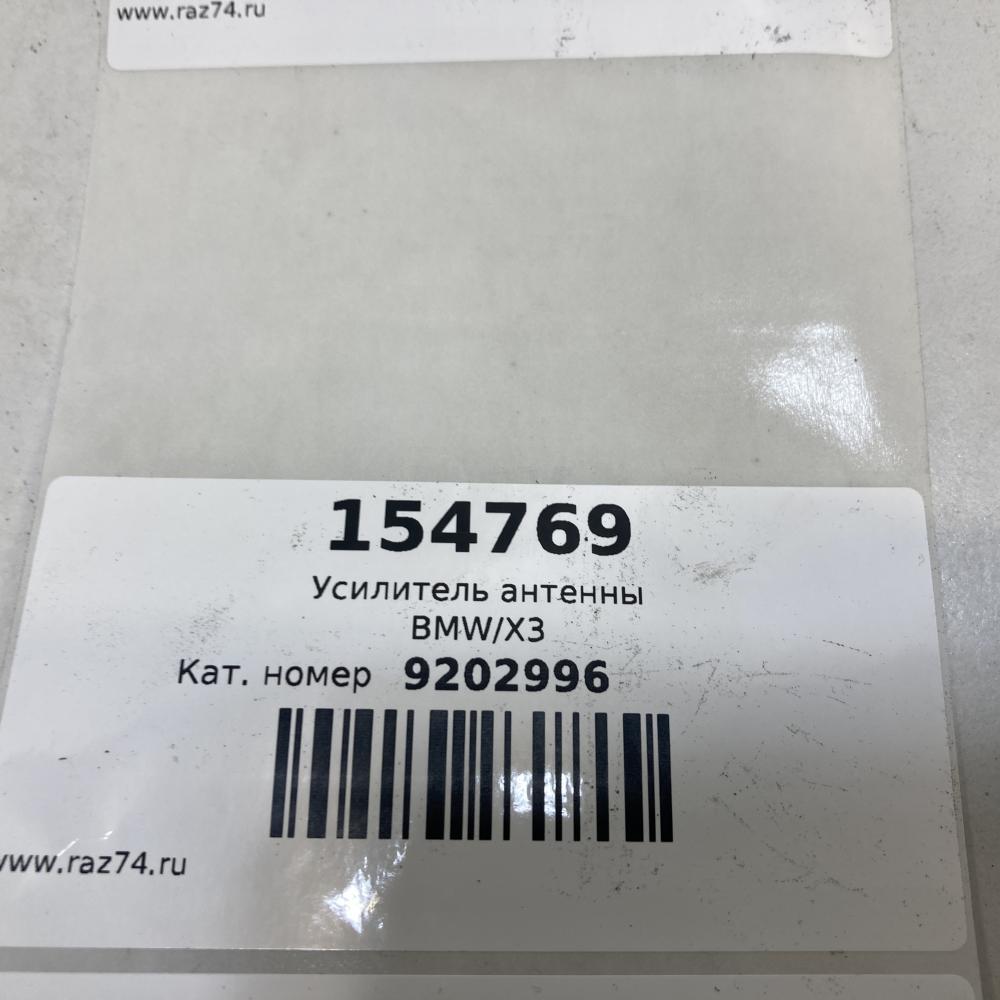 www.raz74.ru
154769
Усилитель антенны
BMW/X3
Кат. номер 9202996
www.raz74.ru